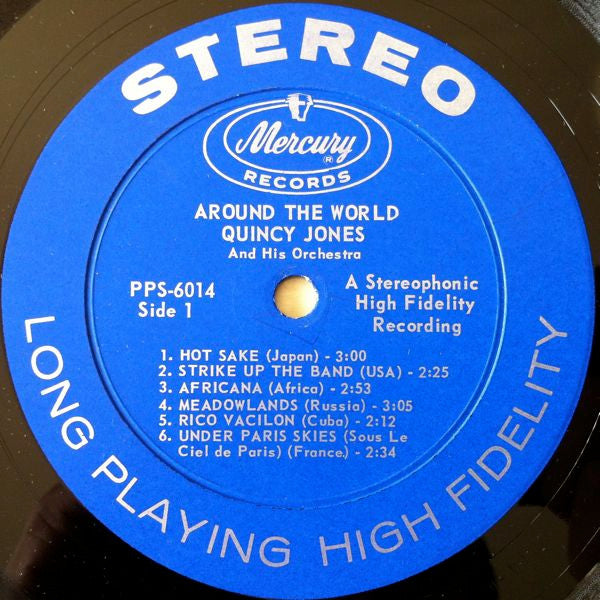 STEREO
Mercury ®
RECORDS
AROUND THE WORLD
QUINCY JONES
And His Orchestra
PPS-6014
Side 1
A Stereophonic
High Fidelity
Recording
1. HOT SAKE (Japan) - 3:00
2. STRIKE UP THE BAND (USA) - 2:25
3. AFRICANA (Africa) - 2:53
4. MEADOWLANDS (Russia) - 3:05
5. RICO VACILON (Cuba) - 2:12
6. UNDER PARIS SKIES (Sous Le
Ciel de Paris) (France.) - 2:34
LONG PLAYING HIGH FIDELITY